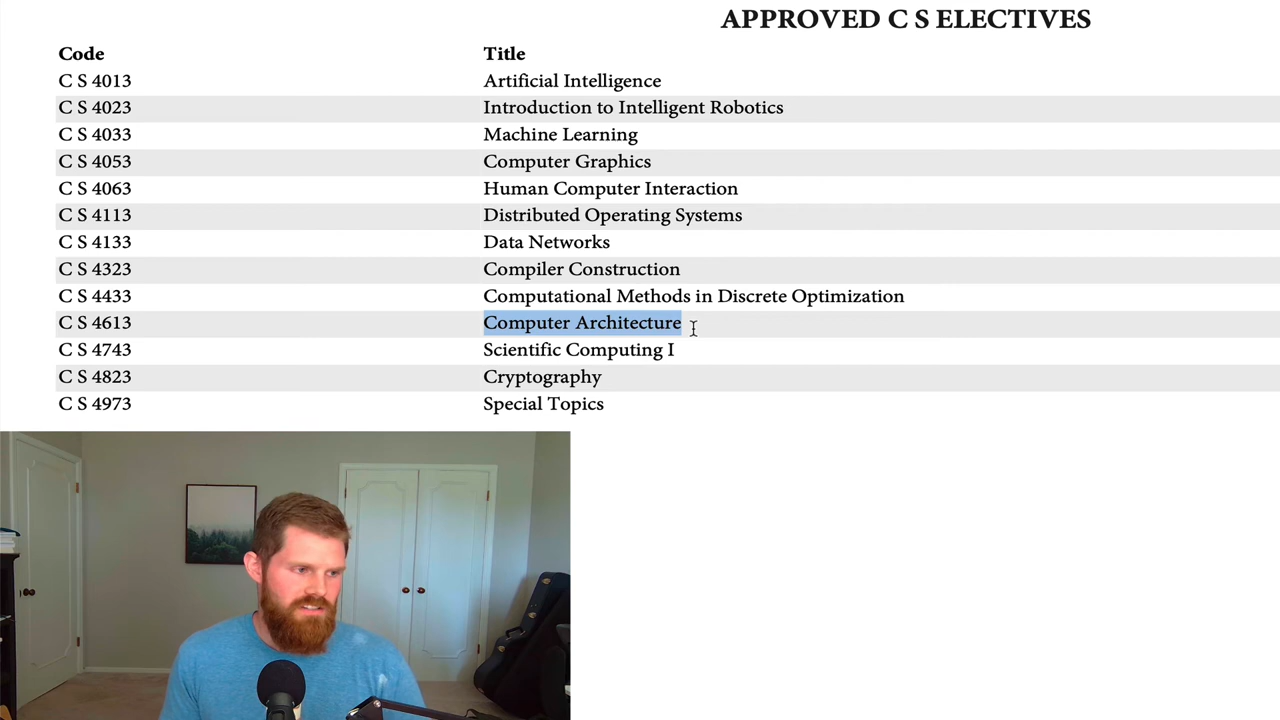 APPROVED C S ELECTIVES
Code Title
C S 4013 Artificial Intelligence
C S 4023 Introduction to Intelligent Robotics
C S 4033 Machine Learning
C S 4053 Computer Graphics
C S 4063 Human Computer Interaction
C S 4113 Distributed Operating Systems
C S 4133 Data Networks
C S 4323 Compiler Construction
C S 4433 Computational Methods in Discrete Optimization
C S 4613 Computer Architecture
C S 4743 Scientific Computing I
C S 4823 Cryptography
C S 4973 Special Topics